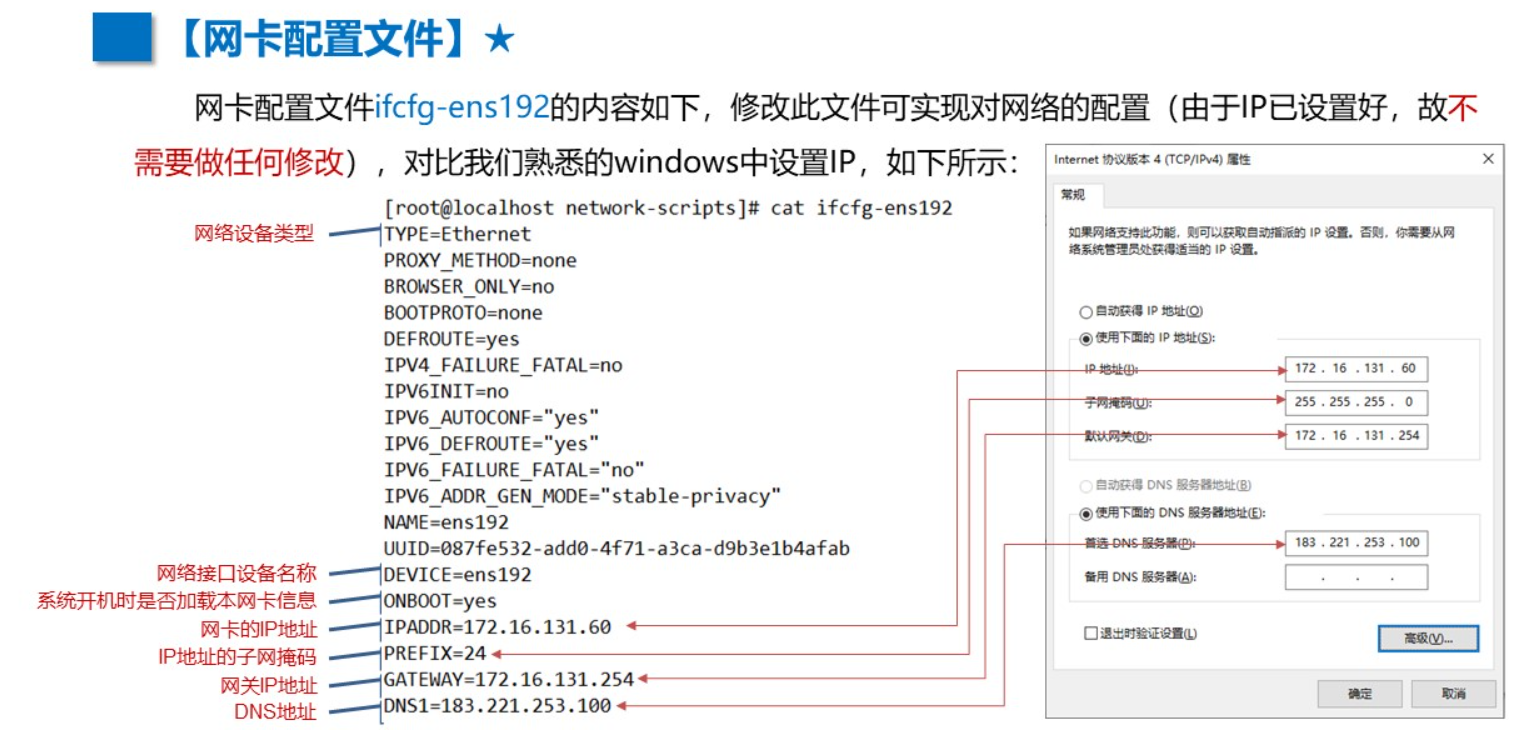 【网卡配置文件】★
网卡配置文件ifcfg-ens192的内容如下，修改此文件可实现对网络的配置（由于IP已设置好，故不
需要做任何修改），对比我们熟悉的windows中设置IP，如下所示：
[root@localhost network-scripts]# cat ifcfg-ens192
网络设备类型
TYPE=Ethernet
PROXY_METHOD=none
BROWSER_ONLY=no
BOOTPROTO=none
DEFROUTE=yes
IPV4_FAILURE_FATAL=no
IPV6INIT=no
IPV6_AUTOCONF="yes"
IPV6_DEFROUTE="yes"
IPV6_FAILURE_FATAL="no"
IPV6_ADDR_GEN_MODE="stable-privacy"
NAME=ens192
UUID=087fe532-add0-4f71-a3ca-d9b3e1b4afab
网络接口设备名称
DEVICE=ens192
系统开机时是否加载本网卡信息
ONBOOT=yes
网卡的IP地址
IPADDR=172.16.131.60
IP地址的子网掩码
PREFIX=24
网关IP地址
GATEWAY=172.16.131.254
DNS地址
DNS1=183.221.253.100
Internet 协议版本 4 (TCP/IPv4) 属性
常规
如果网络支持此功能，则可以获取自动指派的 IP 设置。否则，你需要从网
络系统管理员处获得适当的 IP 设置。
自动获得 IP 地址(O)
使用下面的 IP 地址(S):
IP 地址(I):
172 . 16 . 131 . 60
子网掩码(U):
255 . 255 . 255 . 0
默认网关(D):
172 . 16 . 131 . 254
自动获得 DNS 服务器地址(B)
使用下面的 DNS 服务器地址(E):
首选 DNS 服务器(P):
183 . 221 . 253 . 100
备用 DNS 服务器(A):
. . .
退出时验证设置(L)
高级(V)...
确定
取消